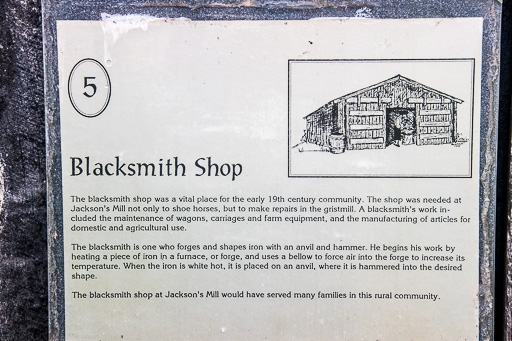 5
Blacksmith Shop
The blacksmith shop was a vital place for the early 19th century community. The shop was needed at
Jackson's Mill not only to shoe horses, but to make repairs in the gristmill. A blacksmith's work in-
cluded the maintenance of wagons, carriages and farm equipment, and the manufacturing of articles for
domestic and agricultural use.
The blacksmith is one who forges and shapes iron with an anvil and hammer. He begins his work by
heating a piece of iron in a furnace, or forge, and uses a bellow to force air into the forge to increase its
temperature. When the iron is white hot, it is placed on an anvil, where it is hammered into the desired
shape.
The blacksmith shop at Jackson's Mill would have served many families in this rural community.